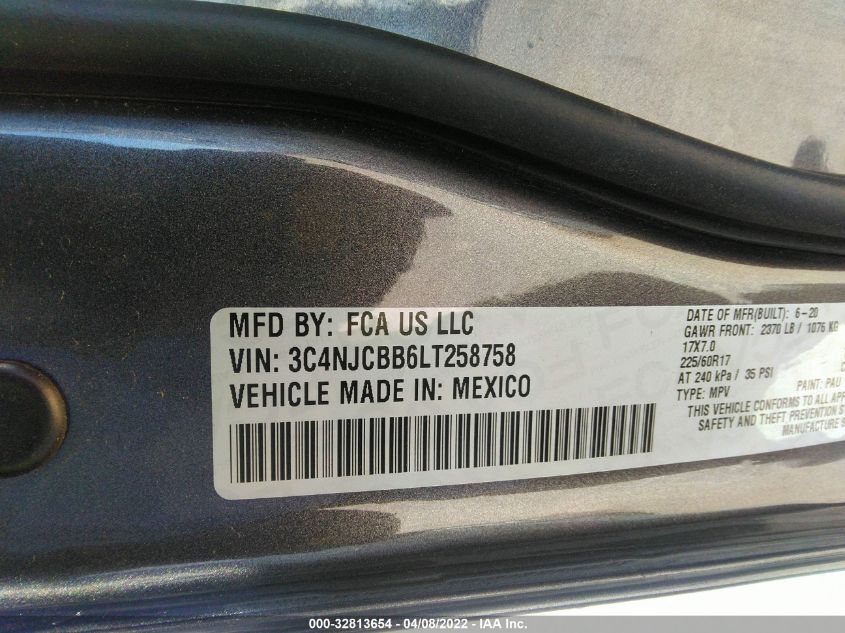 MFD BY: FCA US LLC
VIN: 3C4NJCBB6LT258758
VEHICLE MADE IN: MEXICO
DATE OF MFR(BUILT): 6-20
GAWR FRONT: 2370 LB / 1076 KG
17X7.0
225/60R17
AT 240 kPa / 35 PSI
TYPE: MPV PAINT: PAU
THIS VEHICLE CONFORMS TO ALL APP
SAFETY AND THEFT PREVENTION ST
MANUFACTURE
000-32813654 - 04/08/2022 - © IAA Inc.